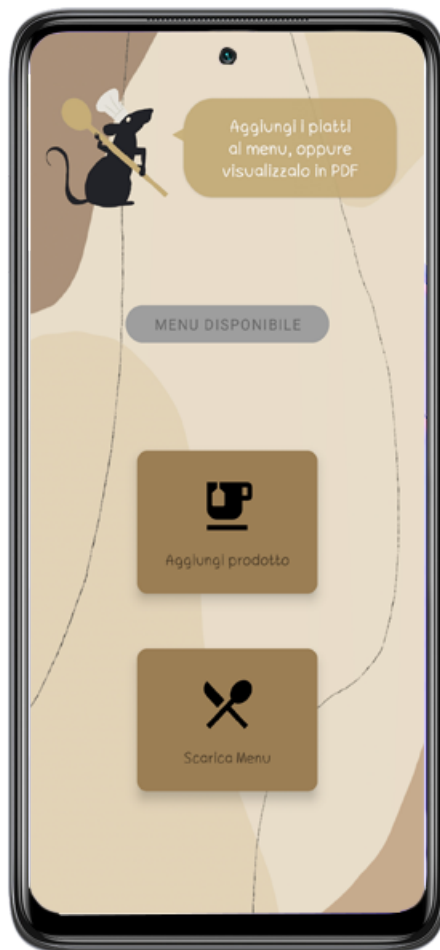 Aggiungi i piatti
al menu, oppure
visualizzalo in PDF
MENU DISPONIBILE
Aggiungi prodotto
Scarica Menu